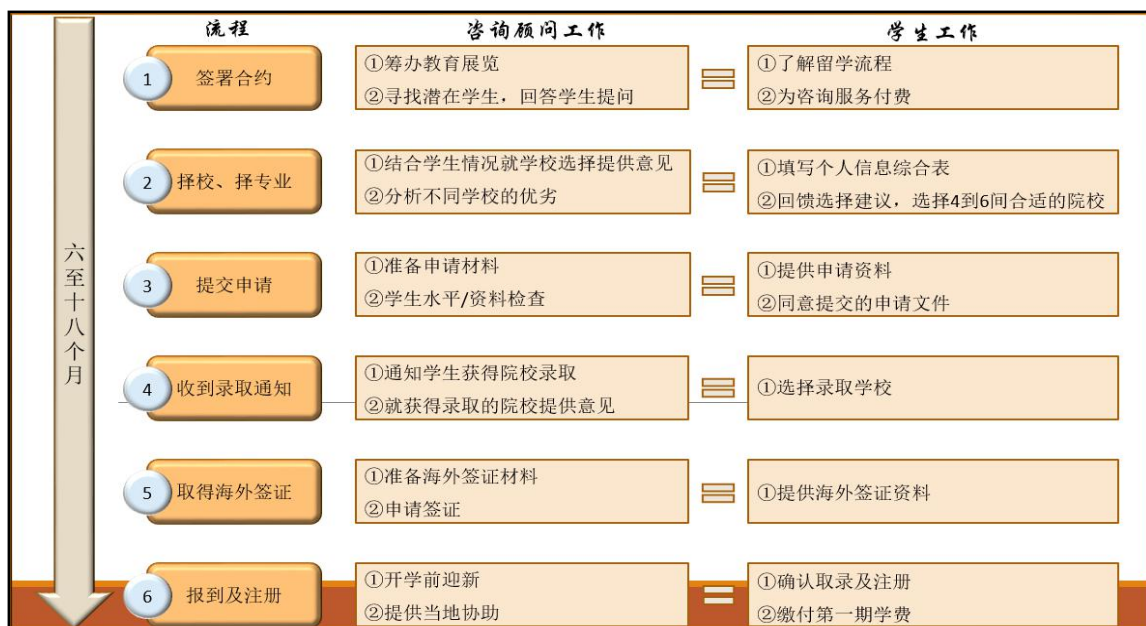 流程
咨询顾问工作
学生工作
六至十八个月
1
签署合约
①筹办教育展览
②寻找潜在学生，回答学生提问
①了解留学流程
②为咨询服务付费
2
择校、择专业
①结合学生情况就学校选择提供意见
②分析不同学校的优劣
①填写个人信息综合表
②回馈选择建议，选择4到6间合适的院校
3
提交申请
①准备申请材料
②学生水平/资料检查
①提供申请资料
②同意提交的申请文件
4
收到录取通知
①通知学生获得院校录取
②就获得录取的院校提供意见
①选择录取学校
5
取得海外签证
①准备海外签证材料
②申请签证
①提供海外签证资料
6
报到及注册
①开学前迎新
②提供当地协助
①确认取录及注册
②缴付第一期学费